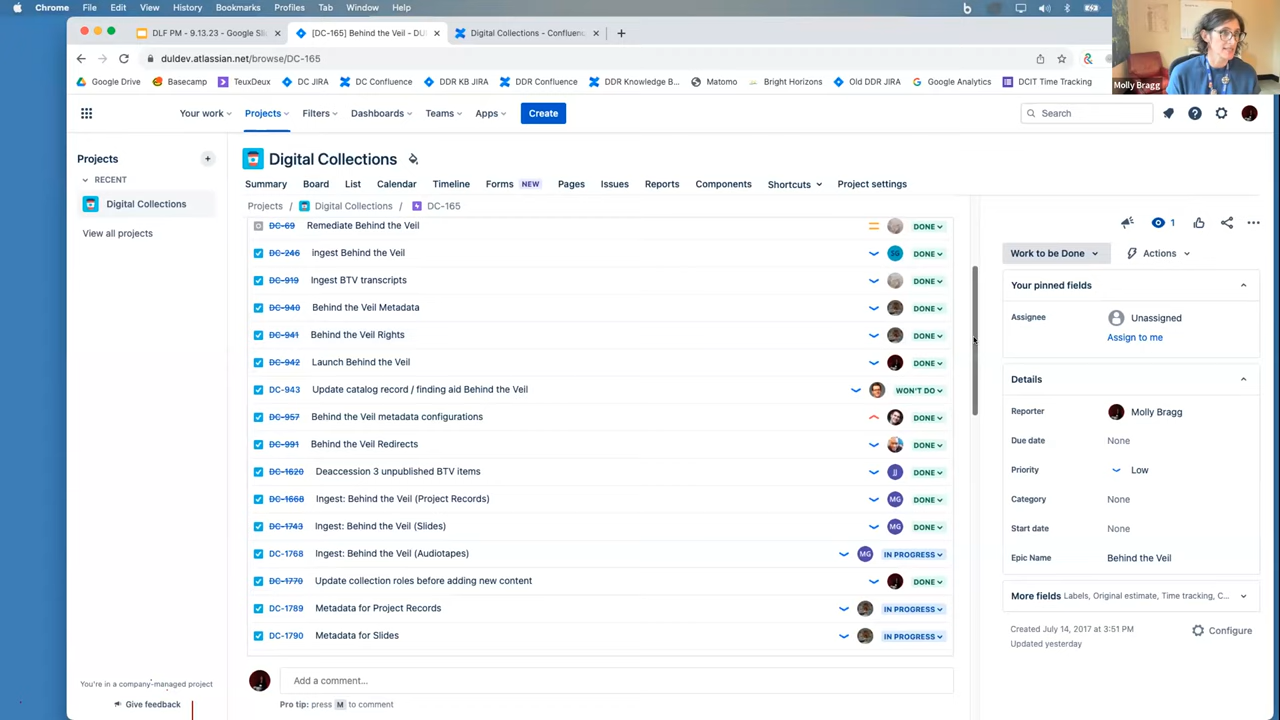 Chrome File Edit View History Bookmarks Profiles Tab Window Help
DLF PM - 9.13.23 - Google Sli
[DC-165] Behind the Veil - DUL
Digital Collections - Confluenc
duldev.atlassian.net/browse/DC-165
Google Drive Basecamp TeuxDeux DC JIRA DC Confluence DDR KB JIRA DDR Confluence DDR Knowledge B... Matomo Bright Horizons Old DDR JIRA Google Analytics DCIT Time Tracking
Molly Bragg
Your work Projects Filters Dashboards Teams Apps Create Search
Projects
RECENT
Digital Collections
View all projects
Digital Collections
Summary Board List Calendar Timeline Forms NEW Pages Issues Reports Components Shortcuts Project settings
Projects / Digital Collections / DC-165
DC-69 Remediate Behind the Veil DONE
DC-246 ingest Behind the Veil SG DONE
DC-919 Ingest BTV transcripts DONE
DC-940 Behind the Veil Metadata DONE
DC-941 Behind the Veil Rights DONE
DC-942 Launch Behind the Veil DONE
DC-943 Update catalog record / finding aid Behind the Veil WON'T DO
DC-957 Behind the Veil metadata configurations DONE
DC-991 Behind the Veil Redirects DONE
DC-1620 Deaccession 3 unpublished BTV items JJ DONE
DC-1668 Ingest: Behind the Veil (Project Records) MG DONE
DC-1743 Ingest: Behind the Veil (Slides) MG DONE
DC-1768 Ingest: Behind the Veil (Audiotapes) MG IN PROGRESS
DC-1770 Update collection roles before adding new content DONE
DC-1789 Metadata for Project Records IN PROGRESS
DC-1790 Metadata for Slides IN PROGRESS
Add a comment...
Pro tip: press M to comment
1
Work to be Done Actions
Your pinned fields
Assignee Unassigned
Assign to me
Details
Reporter Molly Bragg
Due date None
Priority Low
Category None
Start date None
Epic Name Behind the Veil
More fields Labels, Original estimate, Time tracking, C...
Created July 14, 2017 at 3:51 PM
Updated yesterday
Configure
You're in a company-managed project
Give feedback